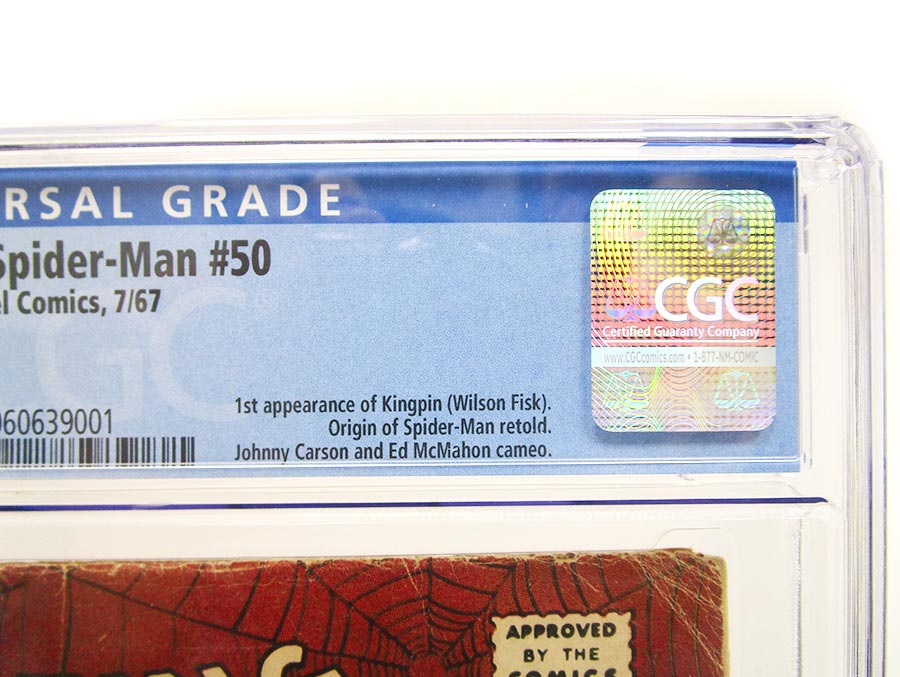 RSAL GRADE
Spider-Man #50
el Comics, 7/67
CGC
CGC
Certified Guaranty Company
www.CGCcomics.com • 1-877-NM-COMIC
060639001
1st appearance of Kingpin (Wilson Fisk).
Origin of Spider-Man retold.
Johnny Carson and Ed McMahon cameo.
APPROVED
BY THE
COMICS